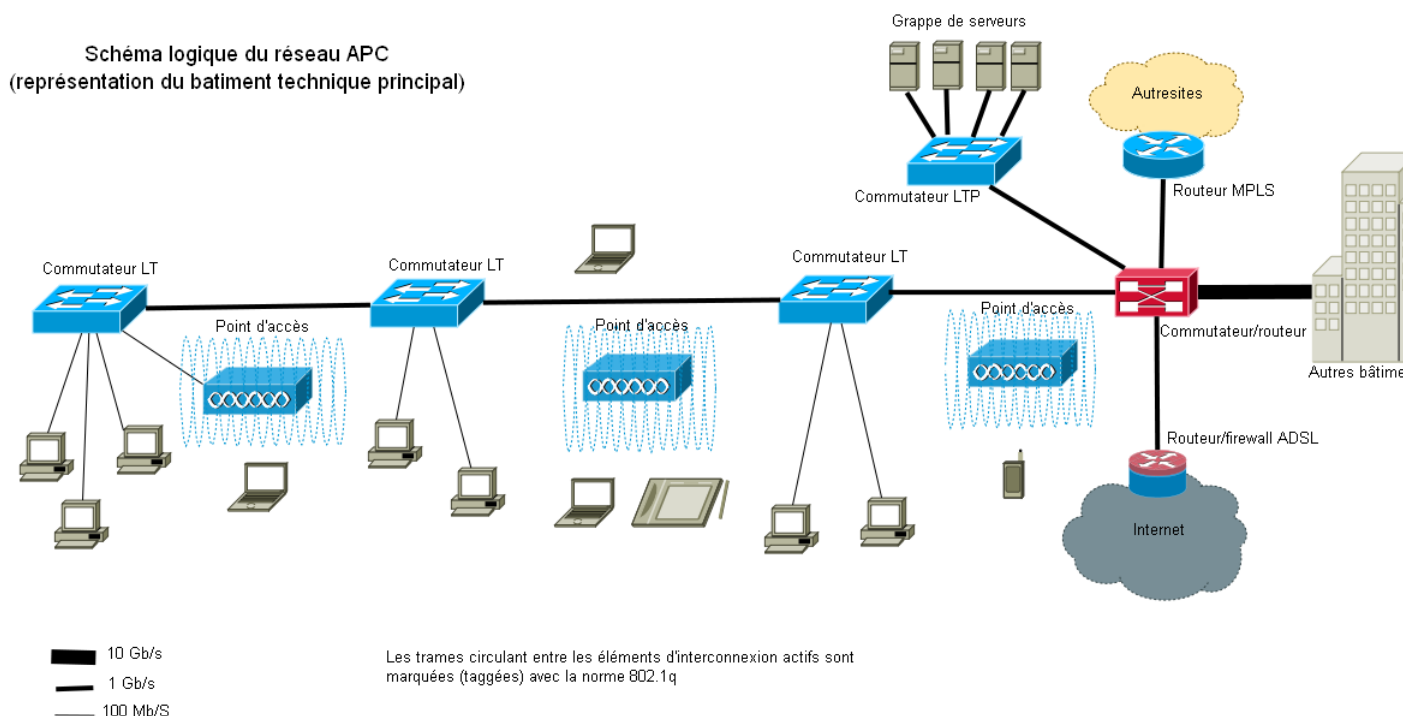 Schéma logique du réseau APC
(représentation du batiment technique principal)
Grappe de serveurs
Autresites
Commutateur LTP
Routeur MPLS
Commutateur LT
Commutateur LT
Commutateur LT
Point d'accès
Point d'accès
Point d'accès
Commutateur/routeur
Autres bâtime
Routeur/firewall ADSL
Internet
10 Gb/s
1 Gb/s
100 Mb/S
Les trames circulant entre les éléments d'interconnexion actifs sont
marquées (taggées) avec la norme 802.1q